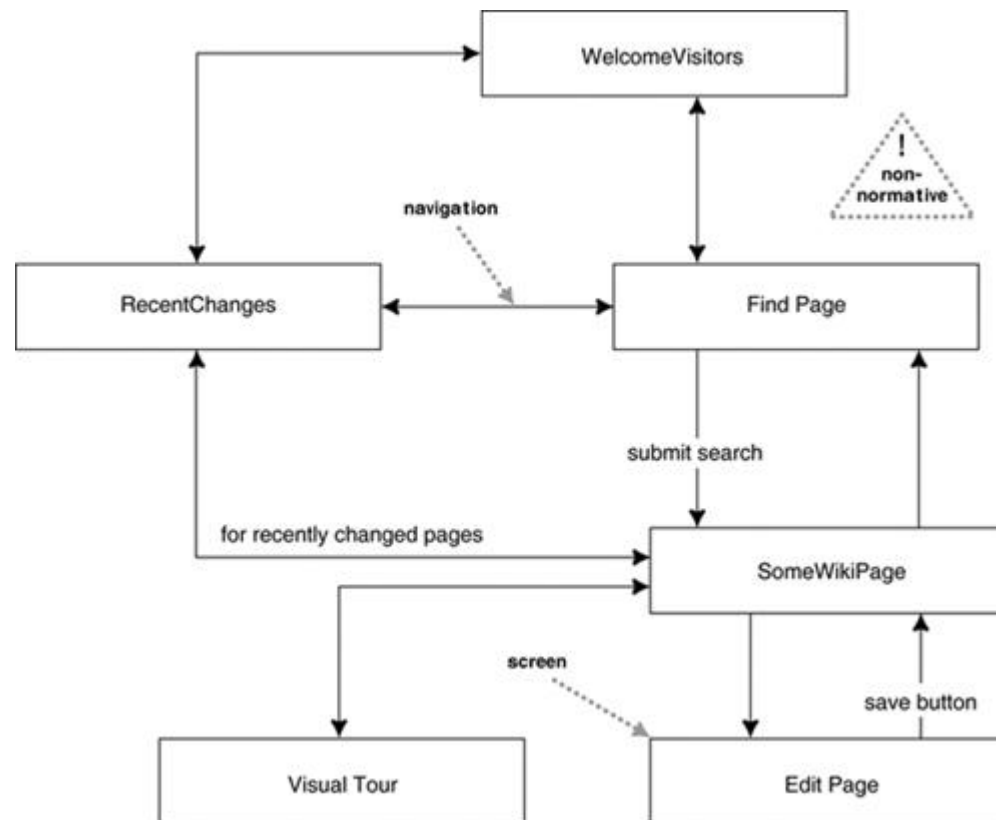 WelcomeVisitors
!
non-
normative
navigation
RecentChanges
Find Page
submit search
for recently changed pages
SomeWikiPage
screen
save button
Visual Tour
Edit Page